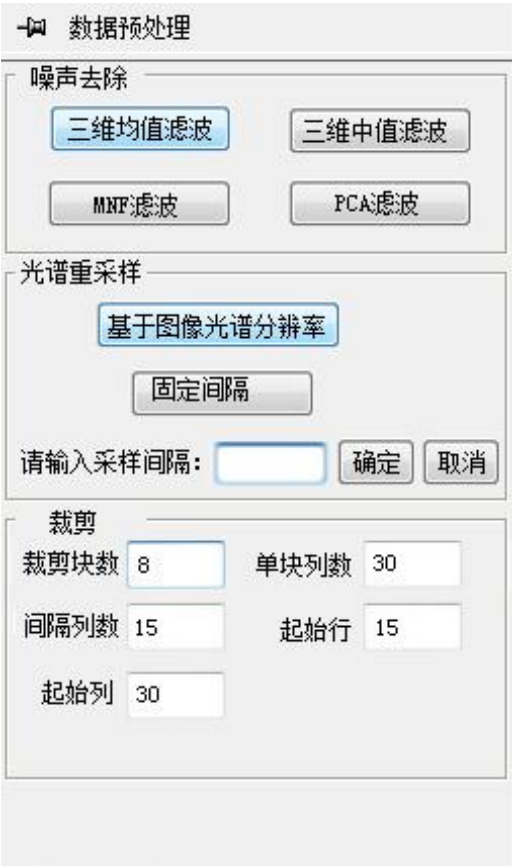 数据预处理
噪声去除
三维均值滤波 三维中值滤波
MNF滤波 PCA滤波
光谱重采样
基于图像光谱分辨率
固定间隔
请输入采样间隔: 确定 取消
裁剪
裁剪块数 8 单块列数 30
间隔列数 15 起始行 15
起始列 30